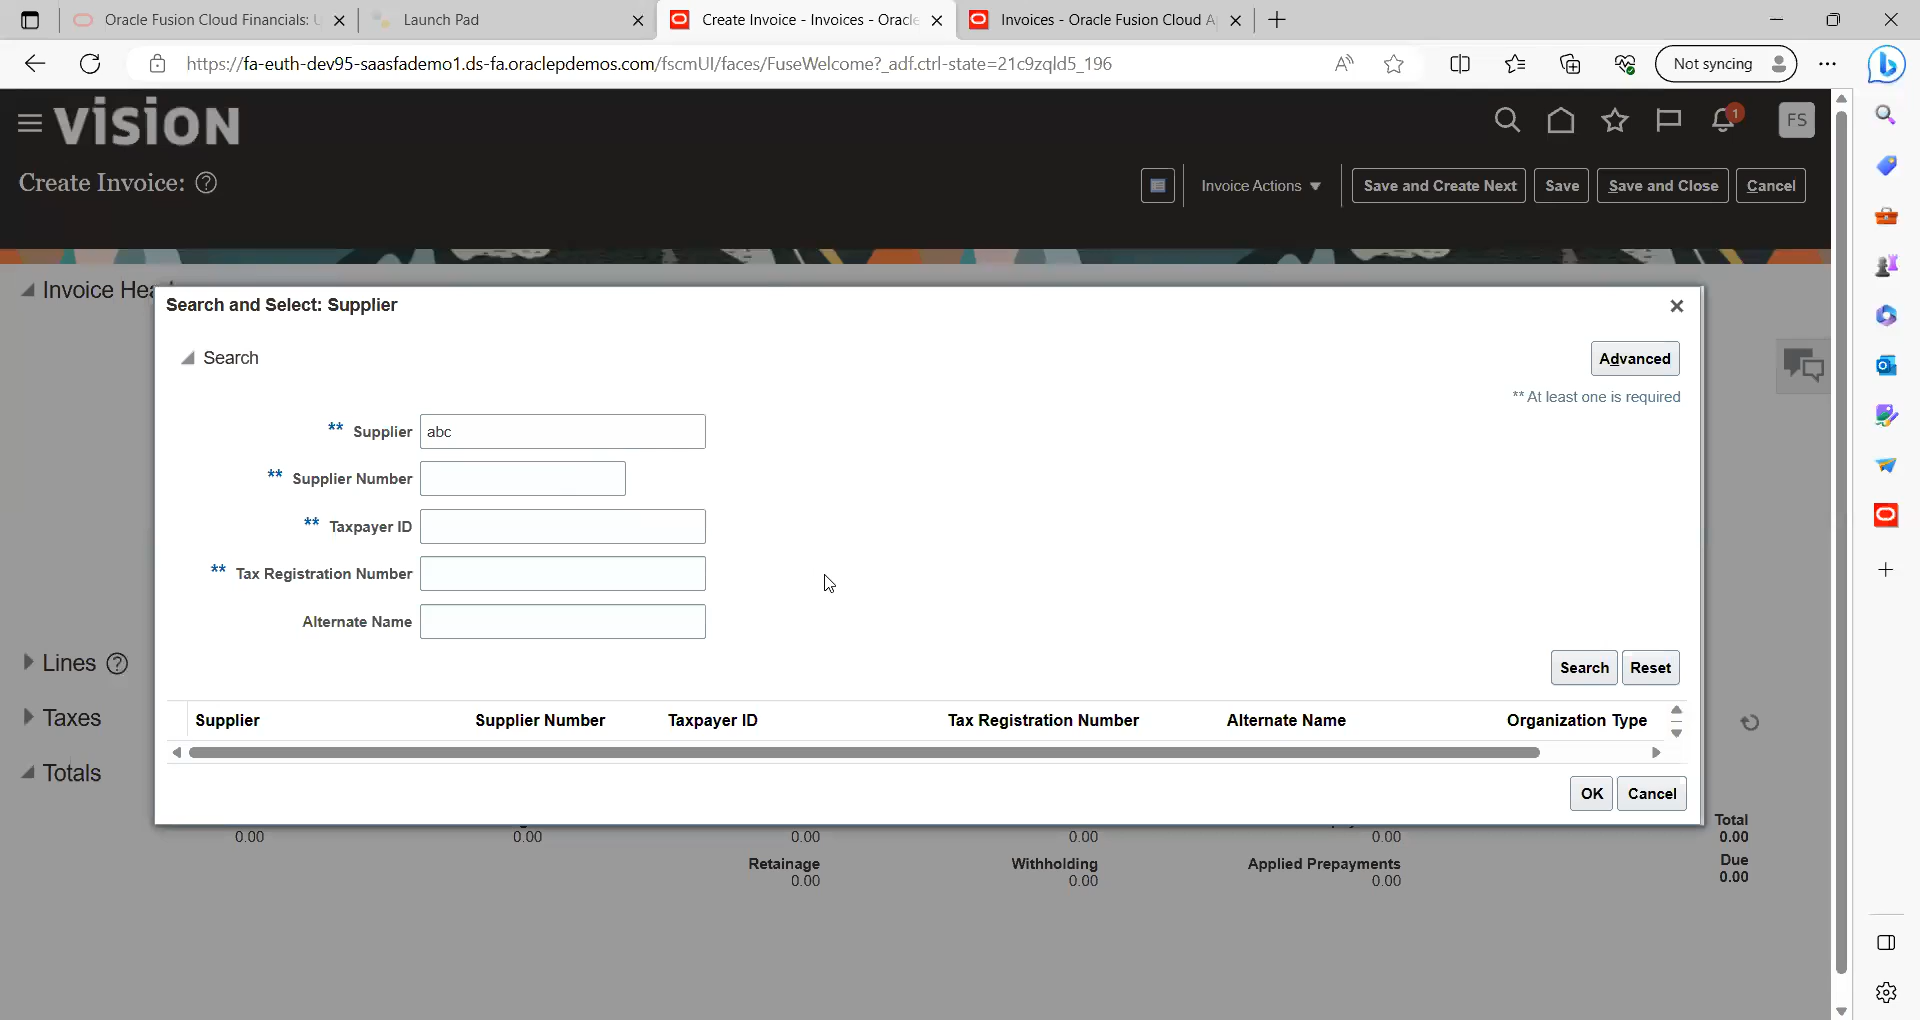 Oracle Fusion Cloud Financials:
Launch Pad
Create Invoice - Invoices - Oracle
Invoices - Oracle Fusion Cloud A
https://fa-euth-dev95-saasfademo1.ds-fa.oraclepdemos.com/fscmUI/faces/FuseWelcome?_adf.ctrl-state=21c9zqld5_196
Not syncing
vision
1
FS
Create Invoice: ?
Invoice Actions
Save and Create Next
Save
Save and Close
Cancel
Invoice Hea
Search and Select: Supplier
Search
Advanced
** At least one is required
** Supplier abc
** Supplier Number
** Taxpayer ID
** Tax Registration Number
Alternate Name
Search Reset
Lines ?
Supplier Supplier Number Taxpayer ID Tax Registration Number Alternate Name Organization Type
Taxes
Totals
OK Cancel
Total
0.00 0.00 0.00 0.00 0.00 0.00
Retainage Withholding Applied Prepayments Due
0.00 0.00 0.00 0.00